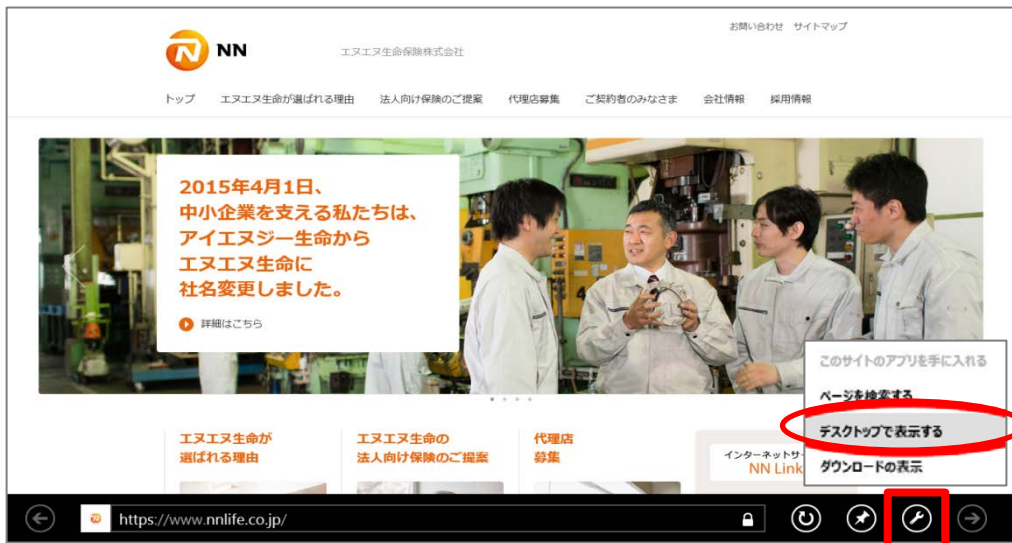 お問い合わせ サイトマップ
NN
エヌエヌ生命保険株式会社
トップ エヌエヌ生命が選ばれる理由 法人向け保険のご提案 代理店募集 ご契約者のみなさま 会社情報 採用情報
2015年4月1日、
中小企業を支える私たちは、
アイエヌジー生命から
エヌエヌ生命に
社名変更しました。
詳細はこちら
このサイトのアプリを手に入れる
ページを検索する
デスクトップで表示する
ダウンロードの表示
エヌエヌ生命が
選ばれる理由
エヌエヌ生命の
法人向け保険のご提案
代理店
募集
インターネットサ
NN Link
https://www.nnlife.co.jp/